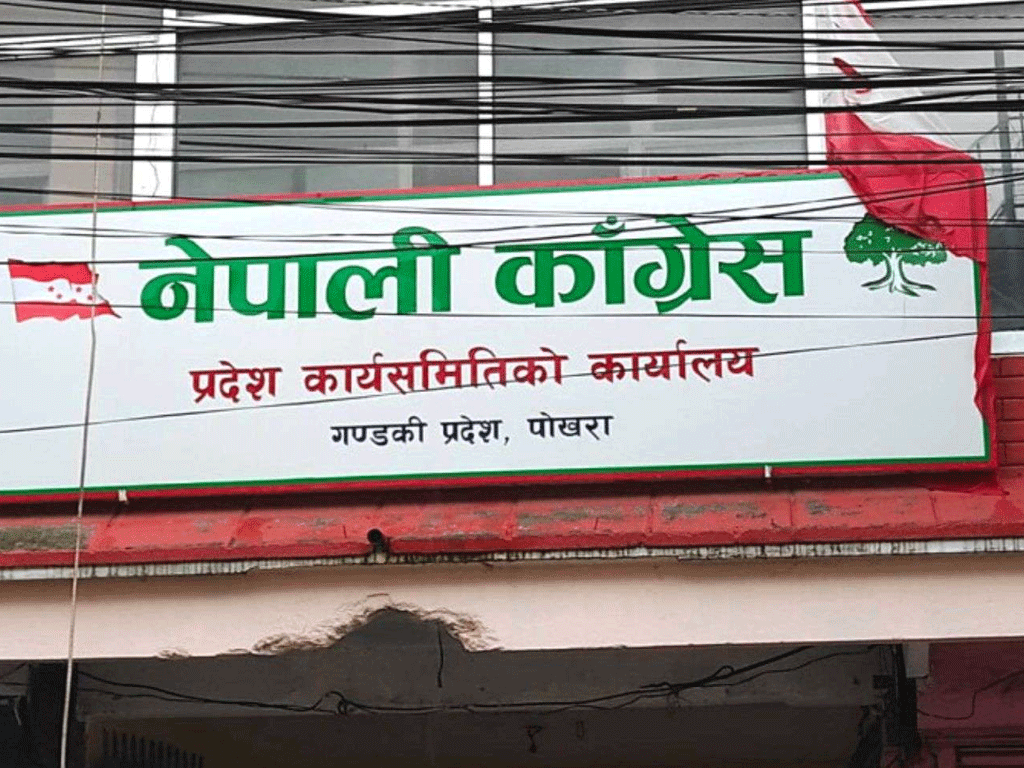 नेपाली काँग्रेस
प्रदेश कार्यसमितिको कार्यालय
गण्डकी प्रदेश, पोखरा